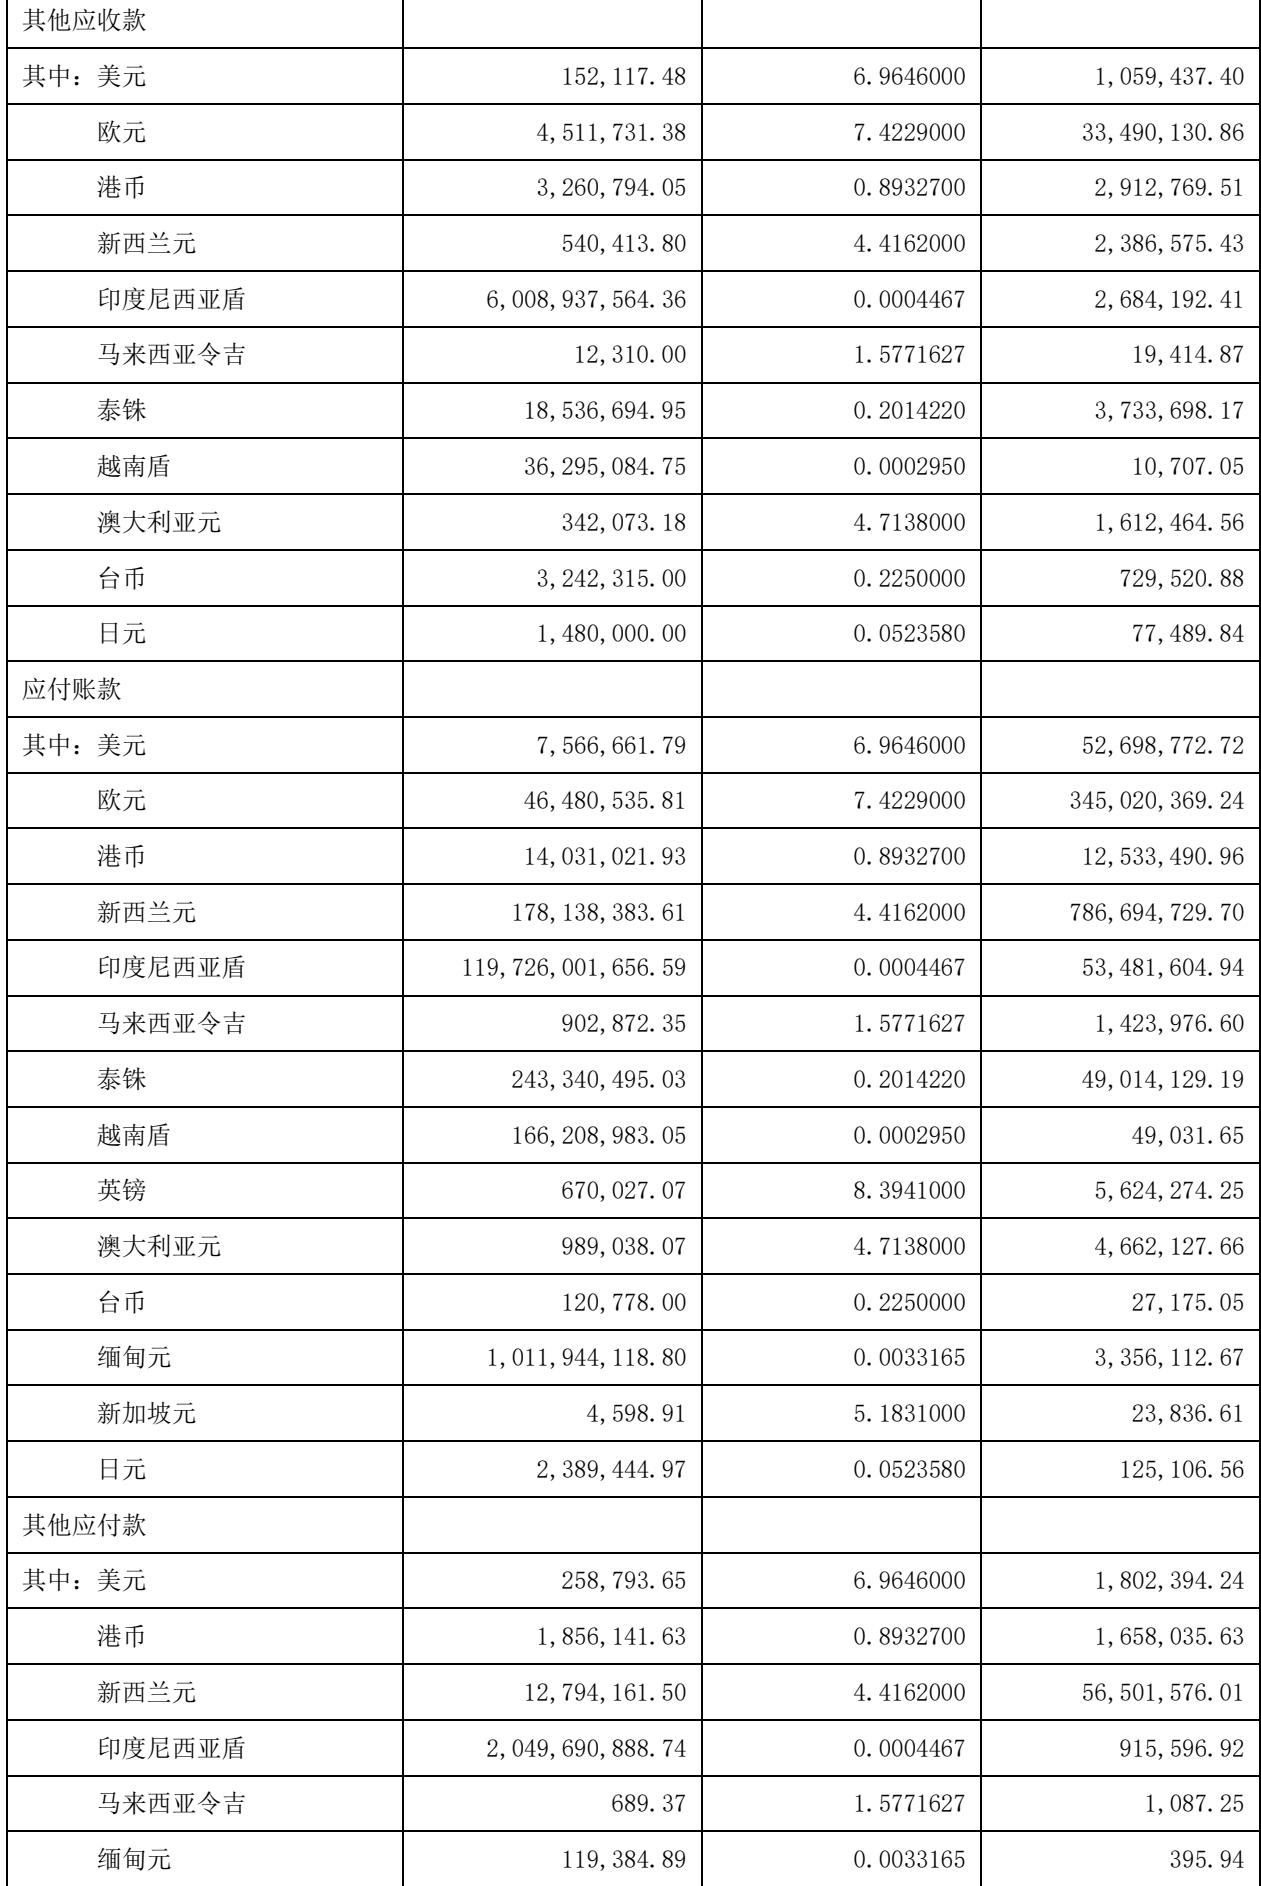 其他应收款
其中：美元 152,117.48 6.9646000 1,059,437.40
欧元 4,511,731.38 7.4229000 33,490,130.86
港币 3,260,794.05 0.8932700 2,912,769.51
新西兰元 540,413.80 4.4162000 2,386,575.43
印度尼西亚盾 6,008,937,564.36 0.0004467 2,684,192.41
马来西亚令吉 12,310.00 1.5771627 19,414.87
泰铢 18,536,694.95 0.2014220 3,733,698.17
越南盾 36,295,084.75 0.0002950 10,707.05
澳大利亚元 342,073.18 4.7138000 1,612,464.56
台币 3,242,315.00 0.2250000 729,520.88
日元 1,480,000.00 0.0523580 77,489.84
应付账款
其中：美元 7,566,661.79 6.9646000 52,698,772.72
欧元 46,480,535.81 7.4229000 345,020,369.24
港币 14,031,021.93 0.8932700 12,533,490.96
新西兰元 178,138,383.61 4.4162000 786,694,729.70
印度尼西亚盾 119,726,001,656.59 0.0004467 53,481,604.94
马来西亚令吉 902,872.35 1.5771627 1,423,976.60
泰铢 243,340,495.03 0.2014220 49,014,129.19
越南盾 166,208,983.05 0.0002950 49,031.65
英镑 670,027.07 8.3941000 5,624,274.25
澳大利亚元 989,038.07 4.7138000 4,662,127.66
台币 120,778.00 0.2250000 27,175.05
缅甸元 1,011,944,118.80 0.0033165 3,356,112.67
新加坡元 4,598.91 5.1831000 23,836.61
日元 2,389,444.97 0.0523580 125,106.56
其他应付款
其中：美元 258,793.65 6.9646000 1,802,394.24
港币 1,856,141.63 0.8932700 1,658,035.63
新西兰元 12,794,161.50 4.4162000 56,501,576.01
印度尼西亚盾 2,049,690,888.74 0.0004467 915,596.92
马来西亚令吉 689.37 1.5771627 1,087.25
缅甸元 119,384.89 0.0033165 395.94